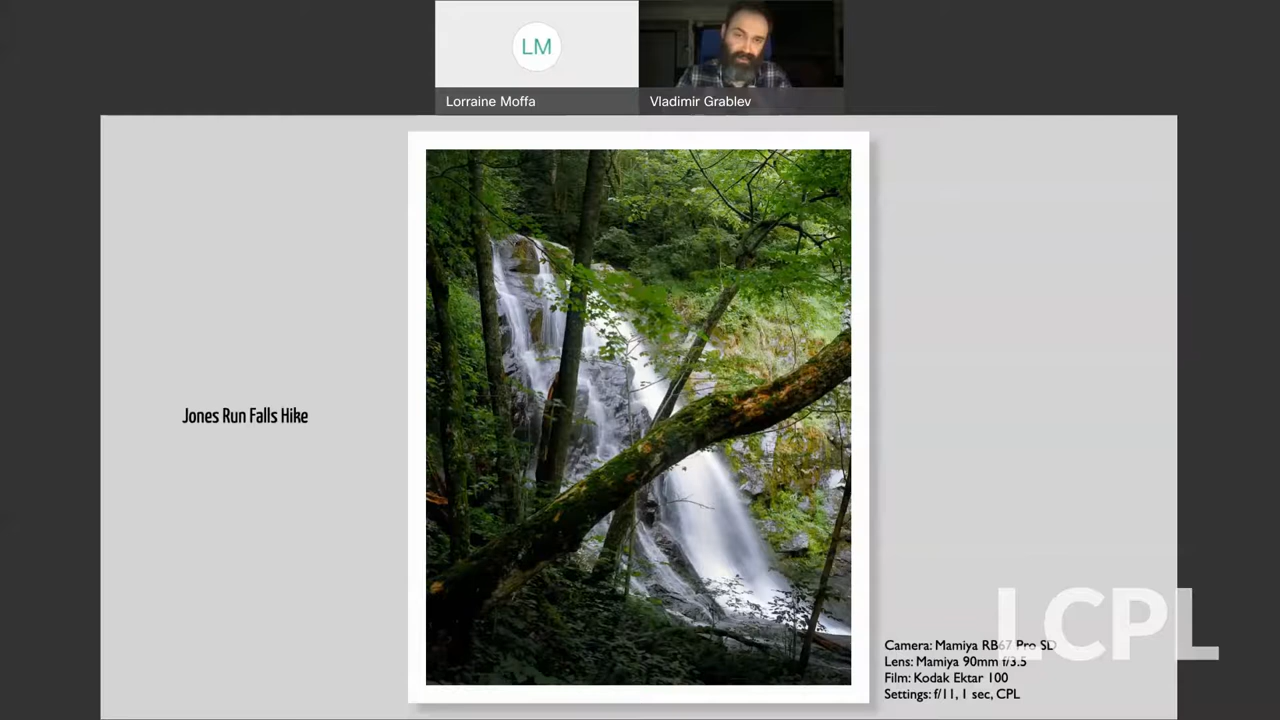 LM
Lorraine Moffa
Vladimir Grablev
Jones Run Falls Hike
LCPL
Camera: Mamiya RB67 Pro SD
Lens: Mamiya 90mm f/3.5
Film: Kodak Ektar 100
Settings: f/11, 1 sec, CPL